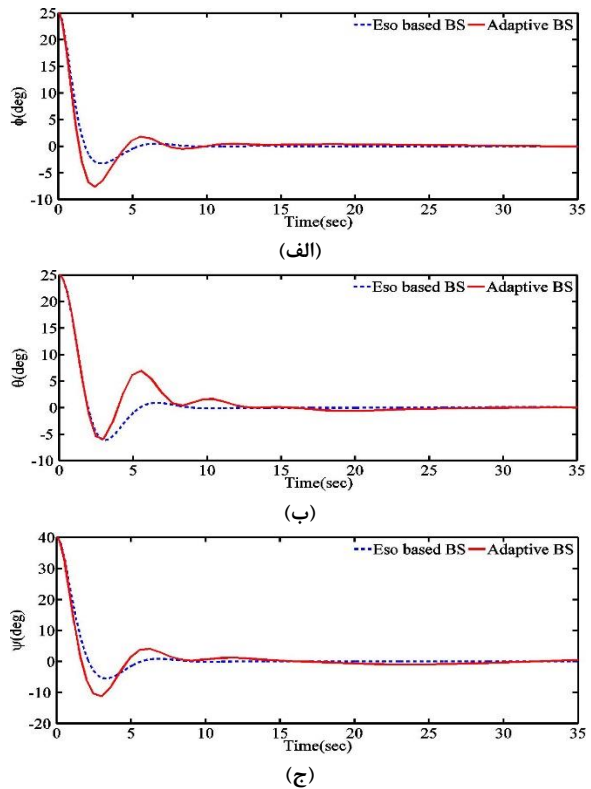 Eso based BS Adaptive BS
25
20
15
10
5
0
-5
-10
ϕ(deg)
0 5 10 15 20 25 30 35
Time(sec)
(الف)
Eso based BS Adaptive BS
25
20
15
10
5
0
-5
-10
θ(deg)
0 5 10 15 20 25 30 35
Time(sec)
(ب)
Eso based BS Adaptive BS
40
30
20
10
0
-10
-20
ψ(deg)
0 5 10 15 20 25 30 35
Time(sec)
(ج)